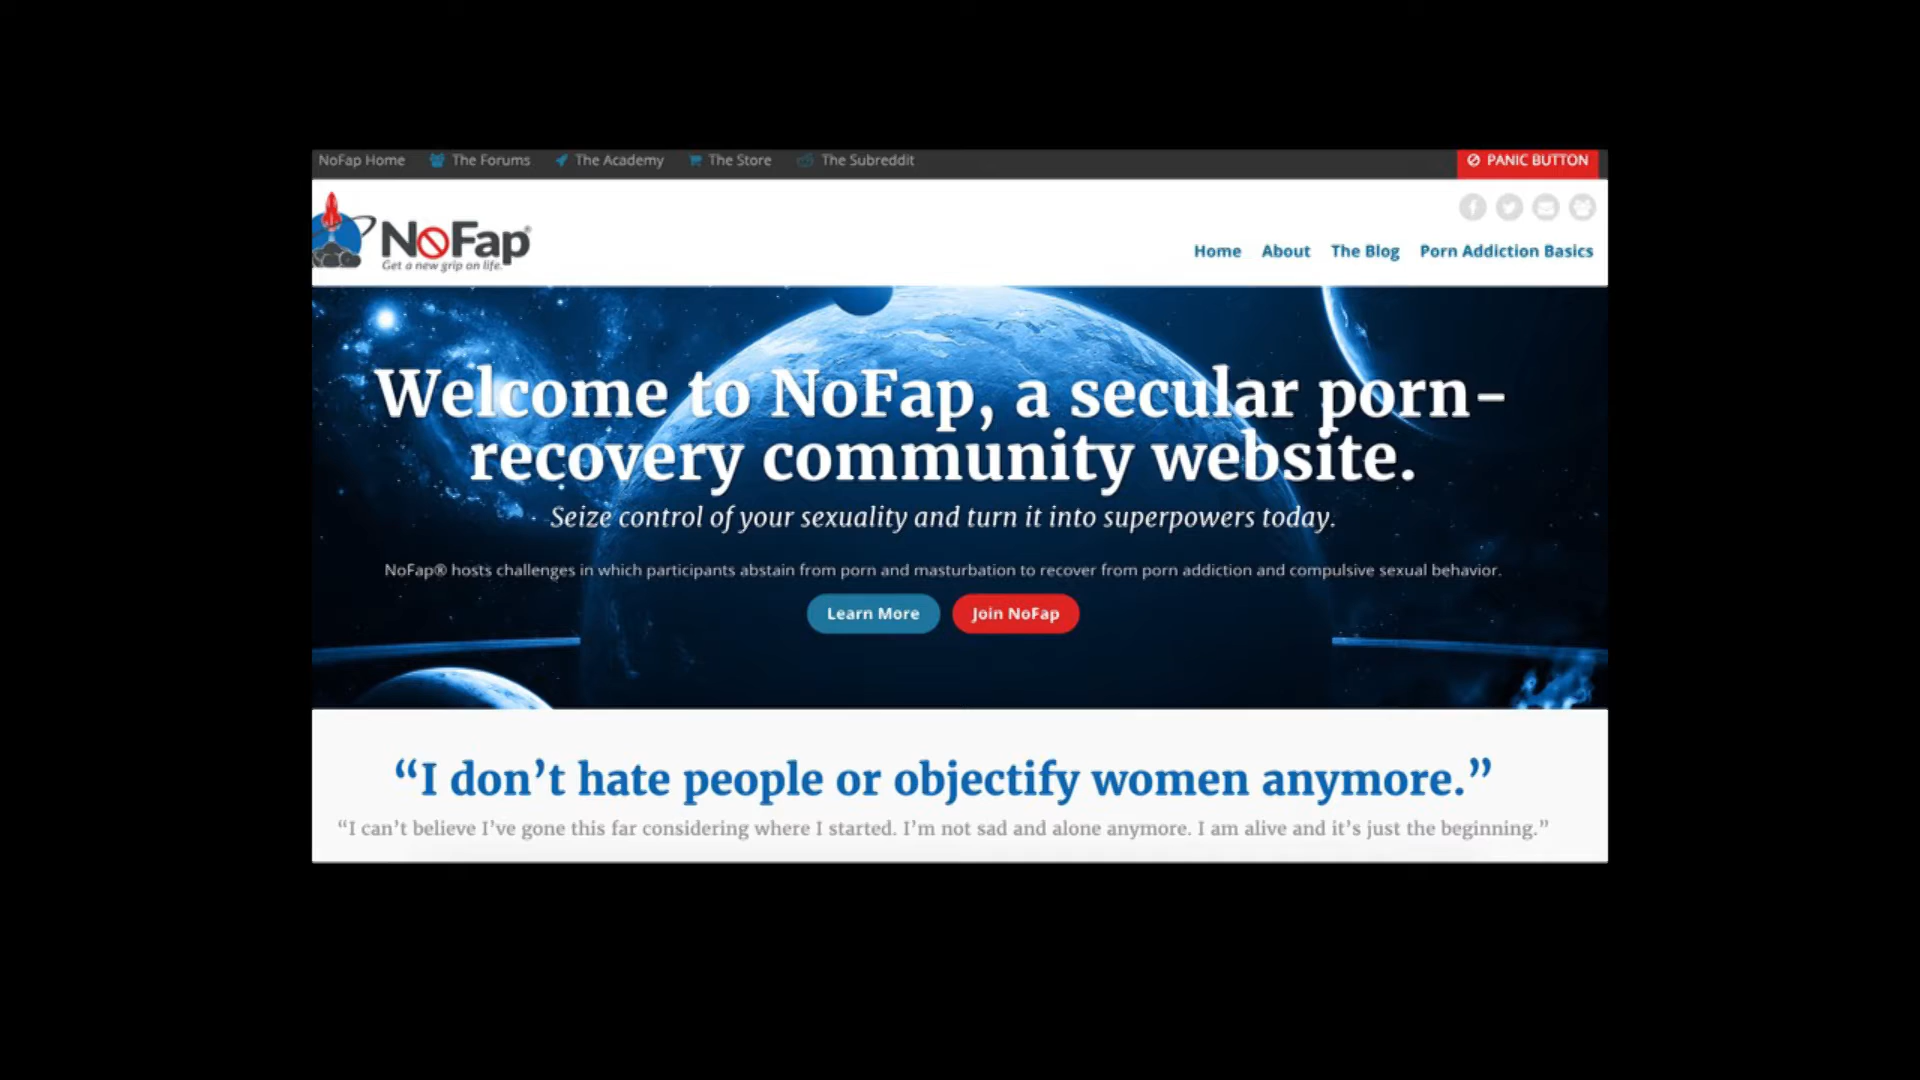 NoFap Home The Forums The Academy The Store The Subreddit PANIC BUTTON
NoFap®
Get a new grip on life.
Home About The Blog Porn Addiction Basics
Welcome to NoFap, a secular porn-
recovery community website.
Seize control of your sexuality and turn it into superpowers today.
NoFap® hosts challenges in which participants abstain from porn and masturbation to recover from porn addiction and compulsive sexual behavior.
Learn More Join NoFap
“I don’t hate people or objectify women anymore.”
“I can’t believe I’ve gone this far considering where I started. I’m not sad and alone anymore. I am alive and it’s just the beginning.”